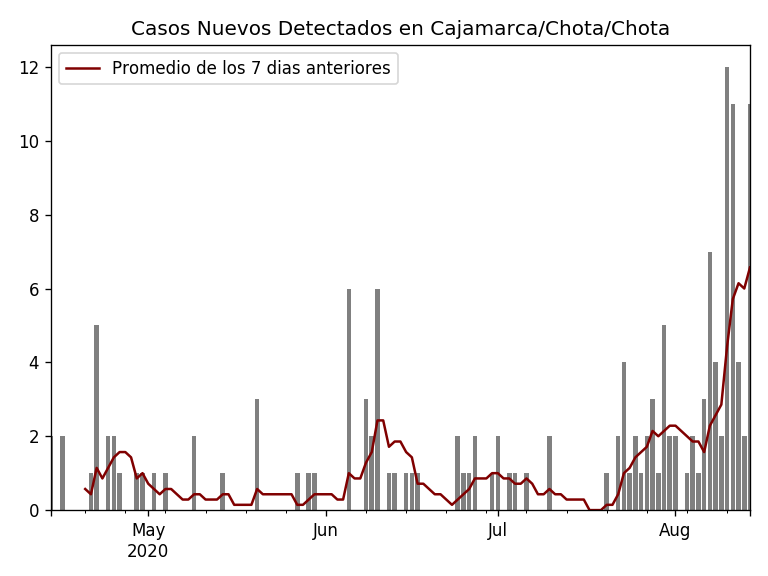 Casos Nuevos Detectados en Cajamarca/Chota/Chota
Promedio de los 7 dias anteriores
12
10
8
6
4
2
0
May Jun Jul Aug
2020